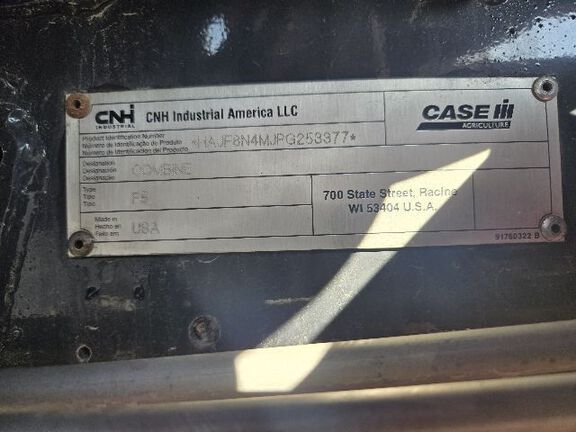 CNH
INDUSTRIAL
CNH Industrial America LLC
CASE IH
AGRICULTURE
Product Identification Number
Número de Identificação do Produto
Número de Identificación del Producto
*HAJF8N4MJPG253377*
Designation
Designação
Designación
COMBINE
Type
Tipo
Tipo
F5
700 State Street, Racine
WI 53404 U.S.A.
Made in
Hecho en
Feito em
USA
91760322 B